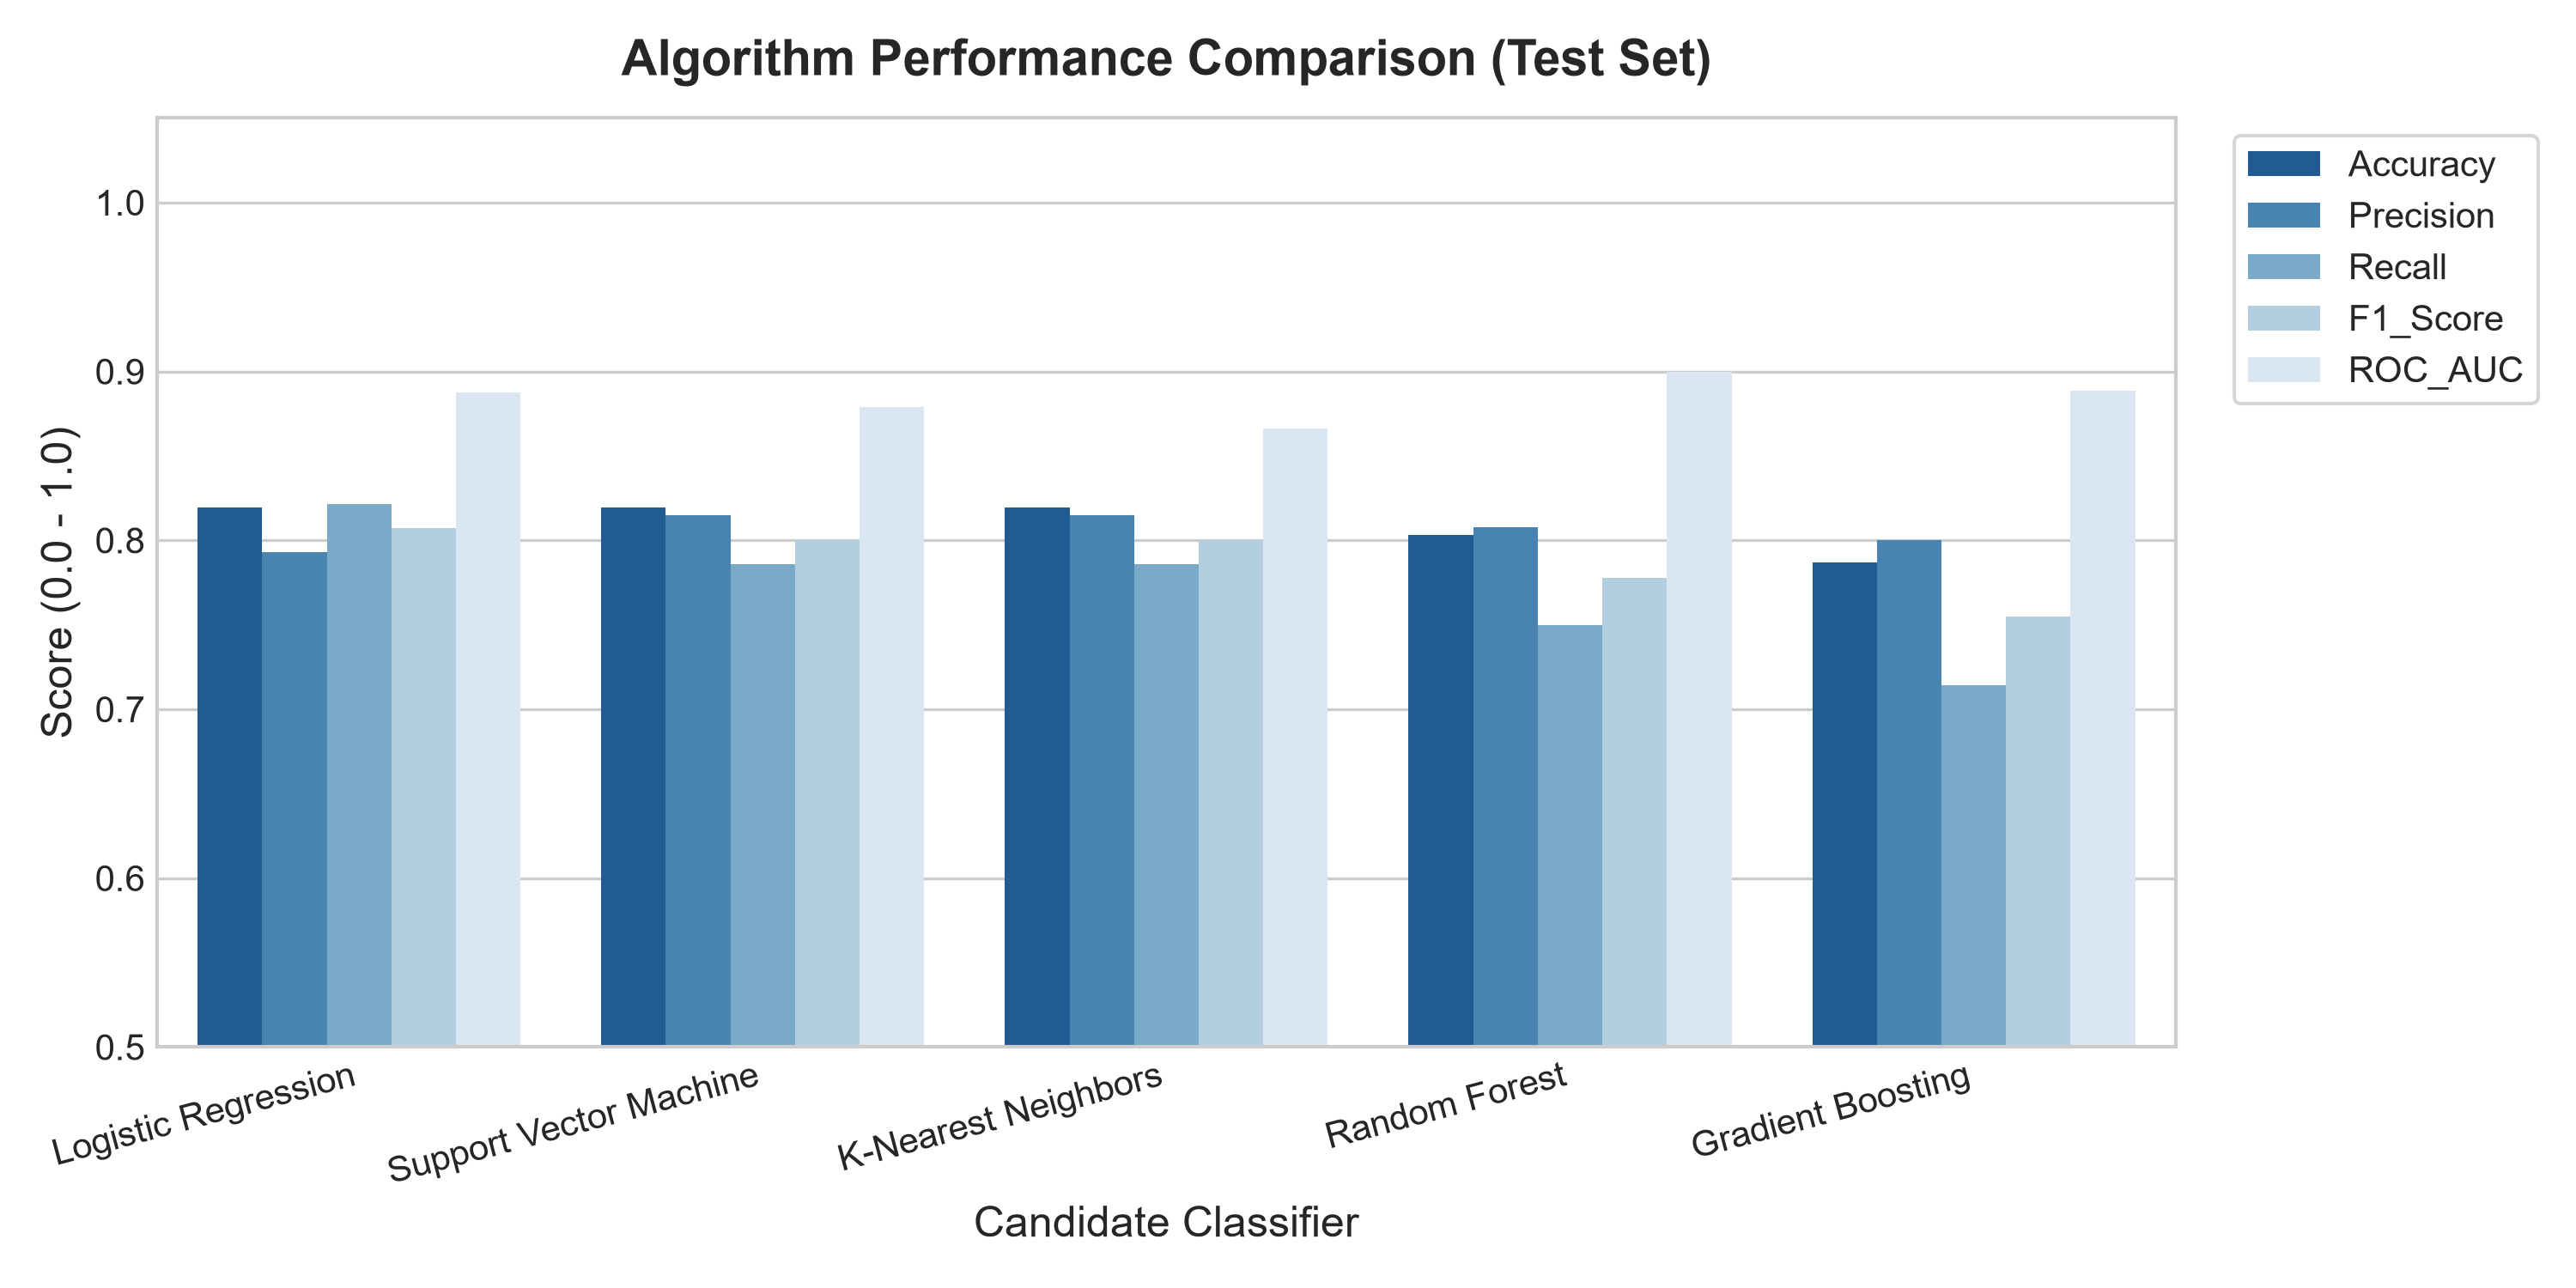 Algorithm Performance Comparison (Test Set)
Score (0.0 - 1.0)
1.0
0.9
0.8
0.7
0.6
0.5
Logistic Regression
Support Vector Machine
K-Nearest Neighbors
Random Forest
Gradient Boosting
Candidate Classifier
Accuracy
Precision
Recall
F1_Score
ROC_AUC